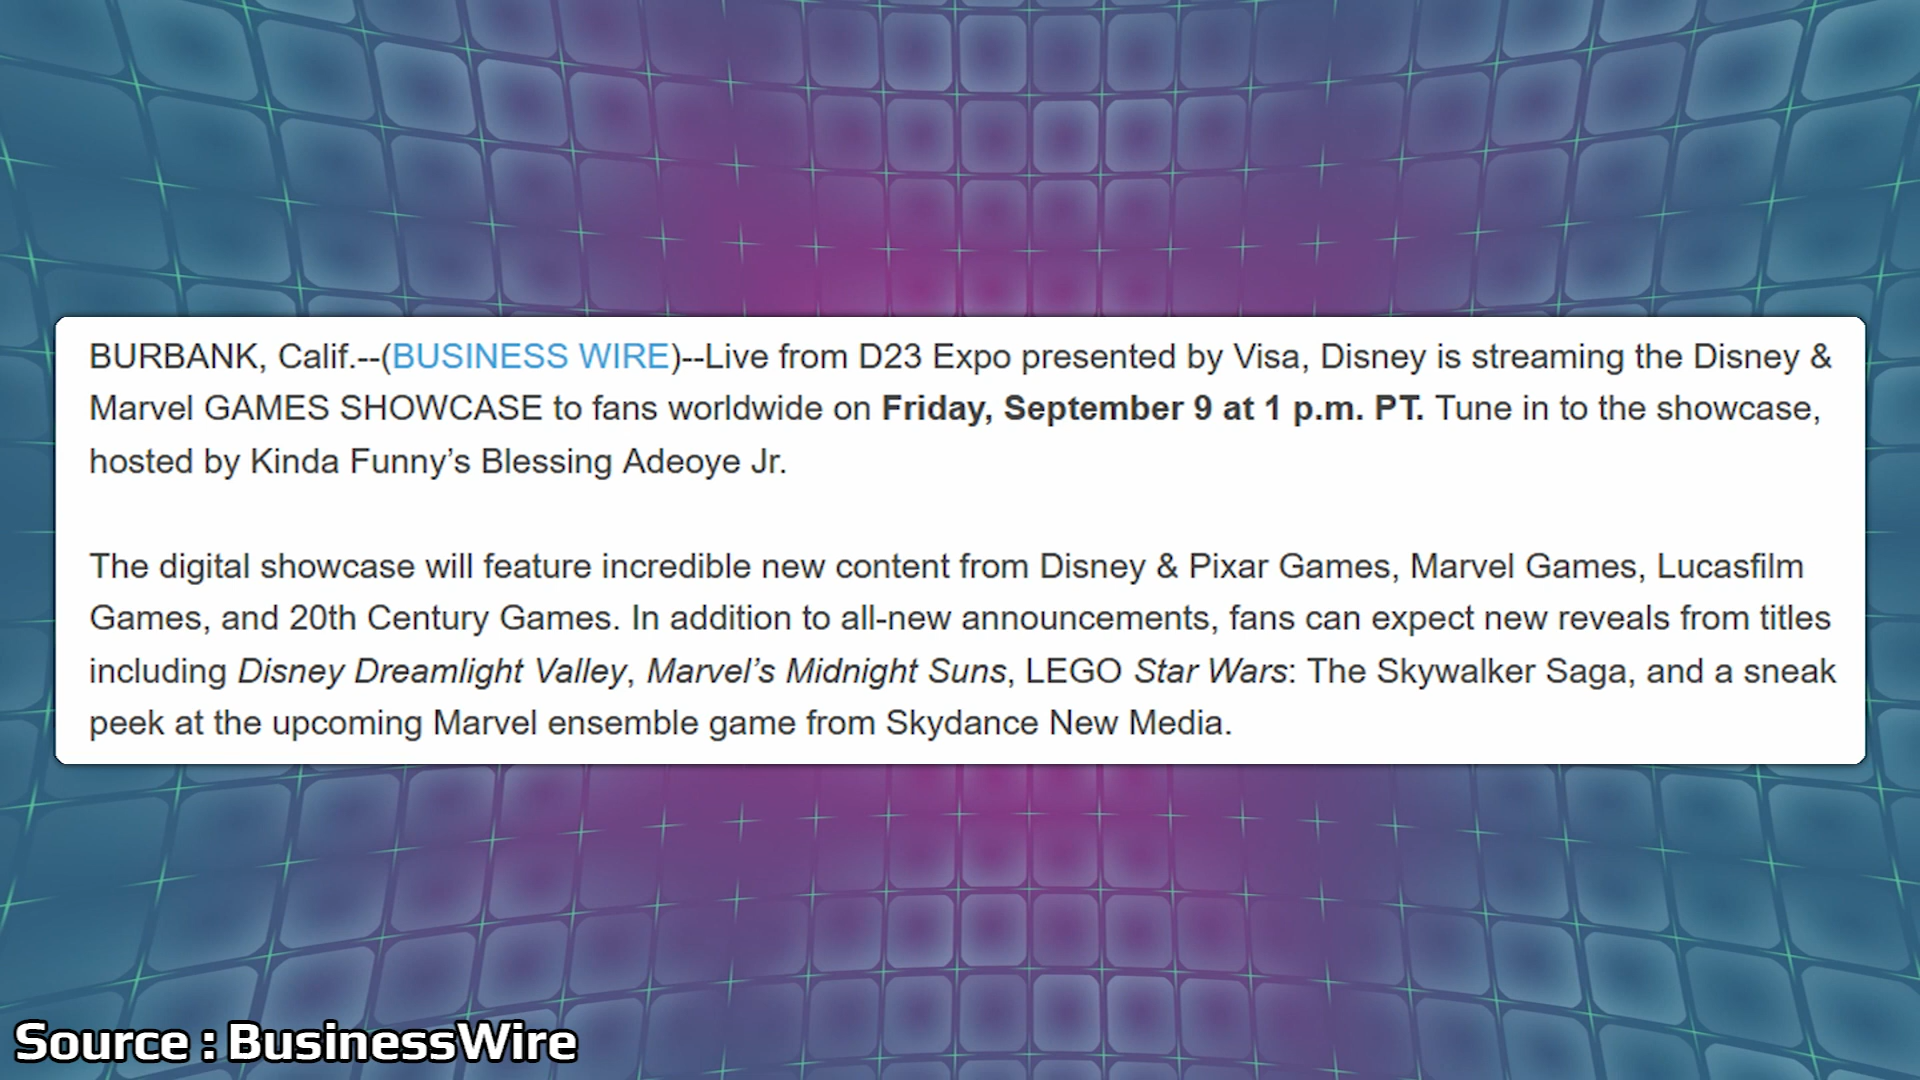 BURBANK, Calif.--(BUSINESS WIRE)--Live from D23 Expo presented by Visa, Disney is streaming the Disney &
Marvel GAMES SHOWCASE to fans worldwide on Friday, September 9 at 1 p.m. PT. Tune in to the showcase,
hosted by Kinda Funny’s Blessing Adeoye Jr.
The digital showcase will feature incredible new content from Disney & Pixar Games, Marvel Games, Lucasfilm
Games, and 20th Century Games. In addition to all-new announcements, fans can expect new reveals from titles
including Disney Dreamlight Valley, Marvel’s Midnight Suns, LEGO Star Wars: The Skywalker Saga, and a sneak
peek at the upcoming Marvel ensemble game from Skydance New Media.
Source : BusinessWire